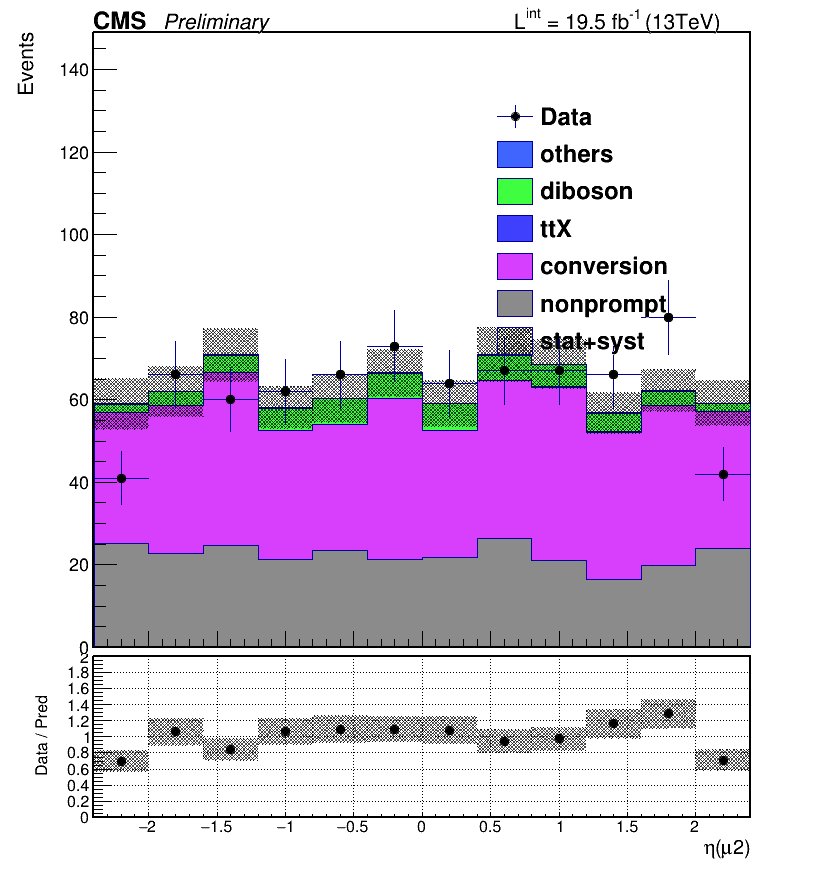 CMS Preliminary
L^int = 19.5 fb^-1 (13TeV)
Events
140
120
100
80
60
40
20
0
Data
others
diboson
ttX
conversion
nonprompt
stat+syst
Data / Pred
2
1.8
1.6
1.4
1.2
1
0.8
0.6
0.4
0.2
0
−2 −1.5 −1 −0.5 0 0.5 1 1.5 2
η(μ2)